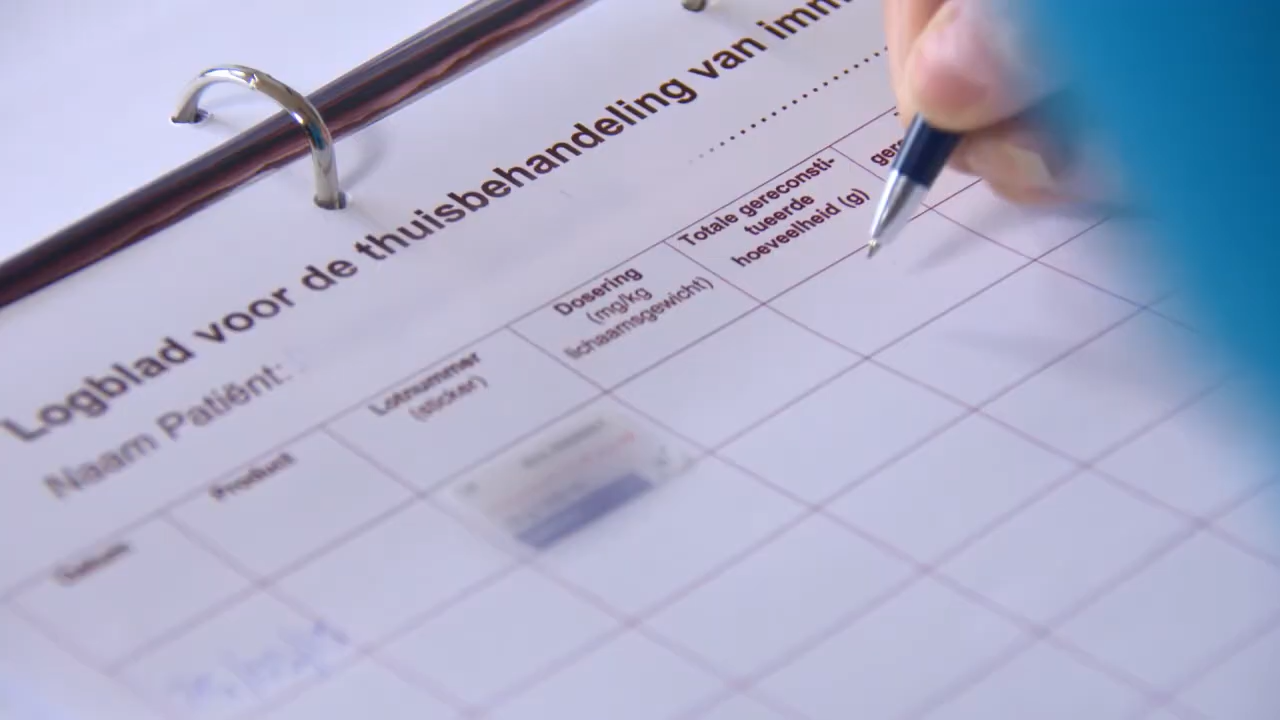 Logblad voor de thuisbehandeling van imm
Naam Patiënt:
Datum
Product
Lotnummer
(sticker)
Dosering
(mg/kg
lichaamsgewicht)
Totale gereconsti-
tueerde
hoeveelheid (g)